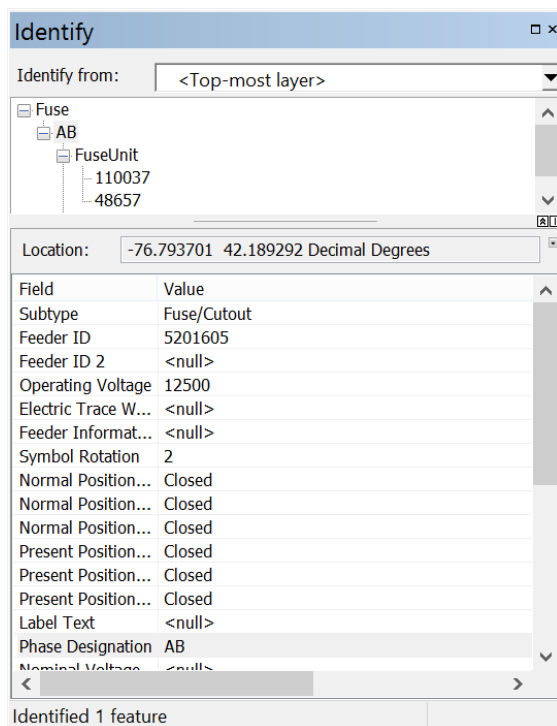 Identify
Identify from: <Top-most layer>
Fuse
AB
FuseUnit
110037
48657
Location: -76.793701 42.189292 Decimal Degrees
Field Value
Subtype Fuse/Cutout
Feeder ID 5201605
Feeder ID 2 <null>
Operating Voltage 12500
Electric Trace W... <null>
Feeder Informat... <null>
Symbol Rotation 2
Normal Position... Closed
Normal Position... Closed
Normal Position... Closed
Present Position... Closed
Present Position... Closed
Present Position... Closed
Label Text <null>
Phase Designation AB
Nominal Voltage <null>
Identified 1 feature